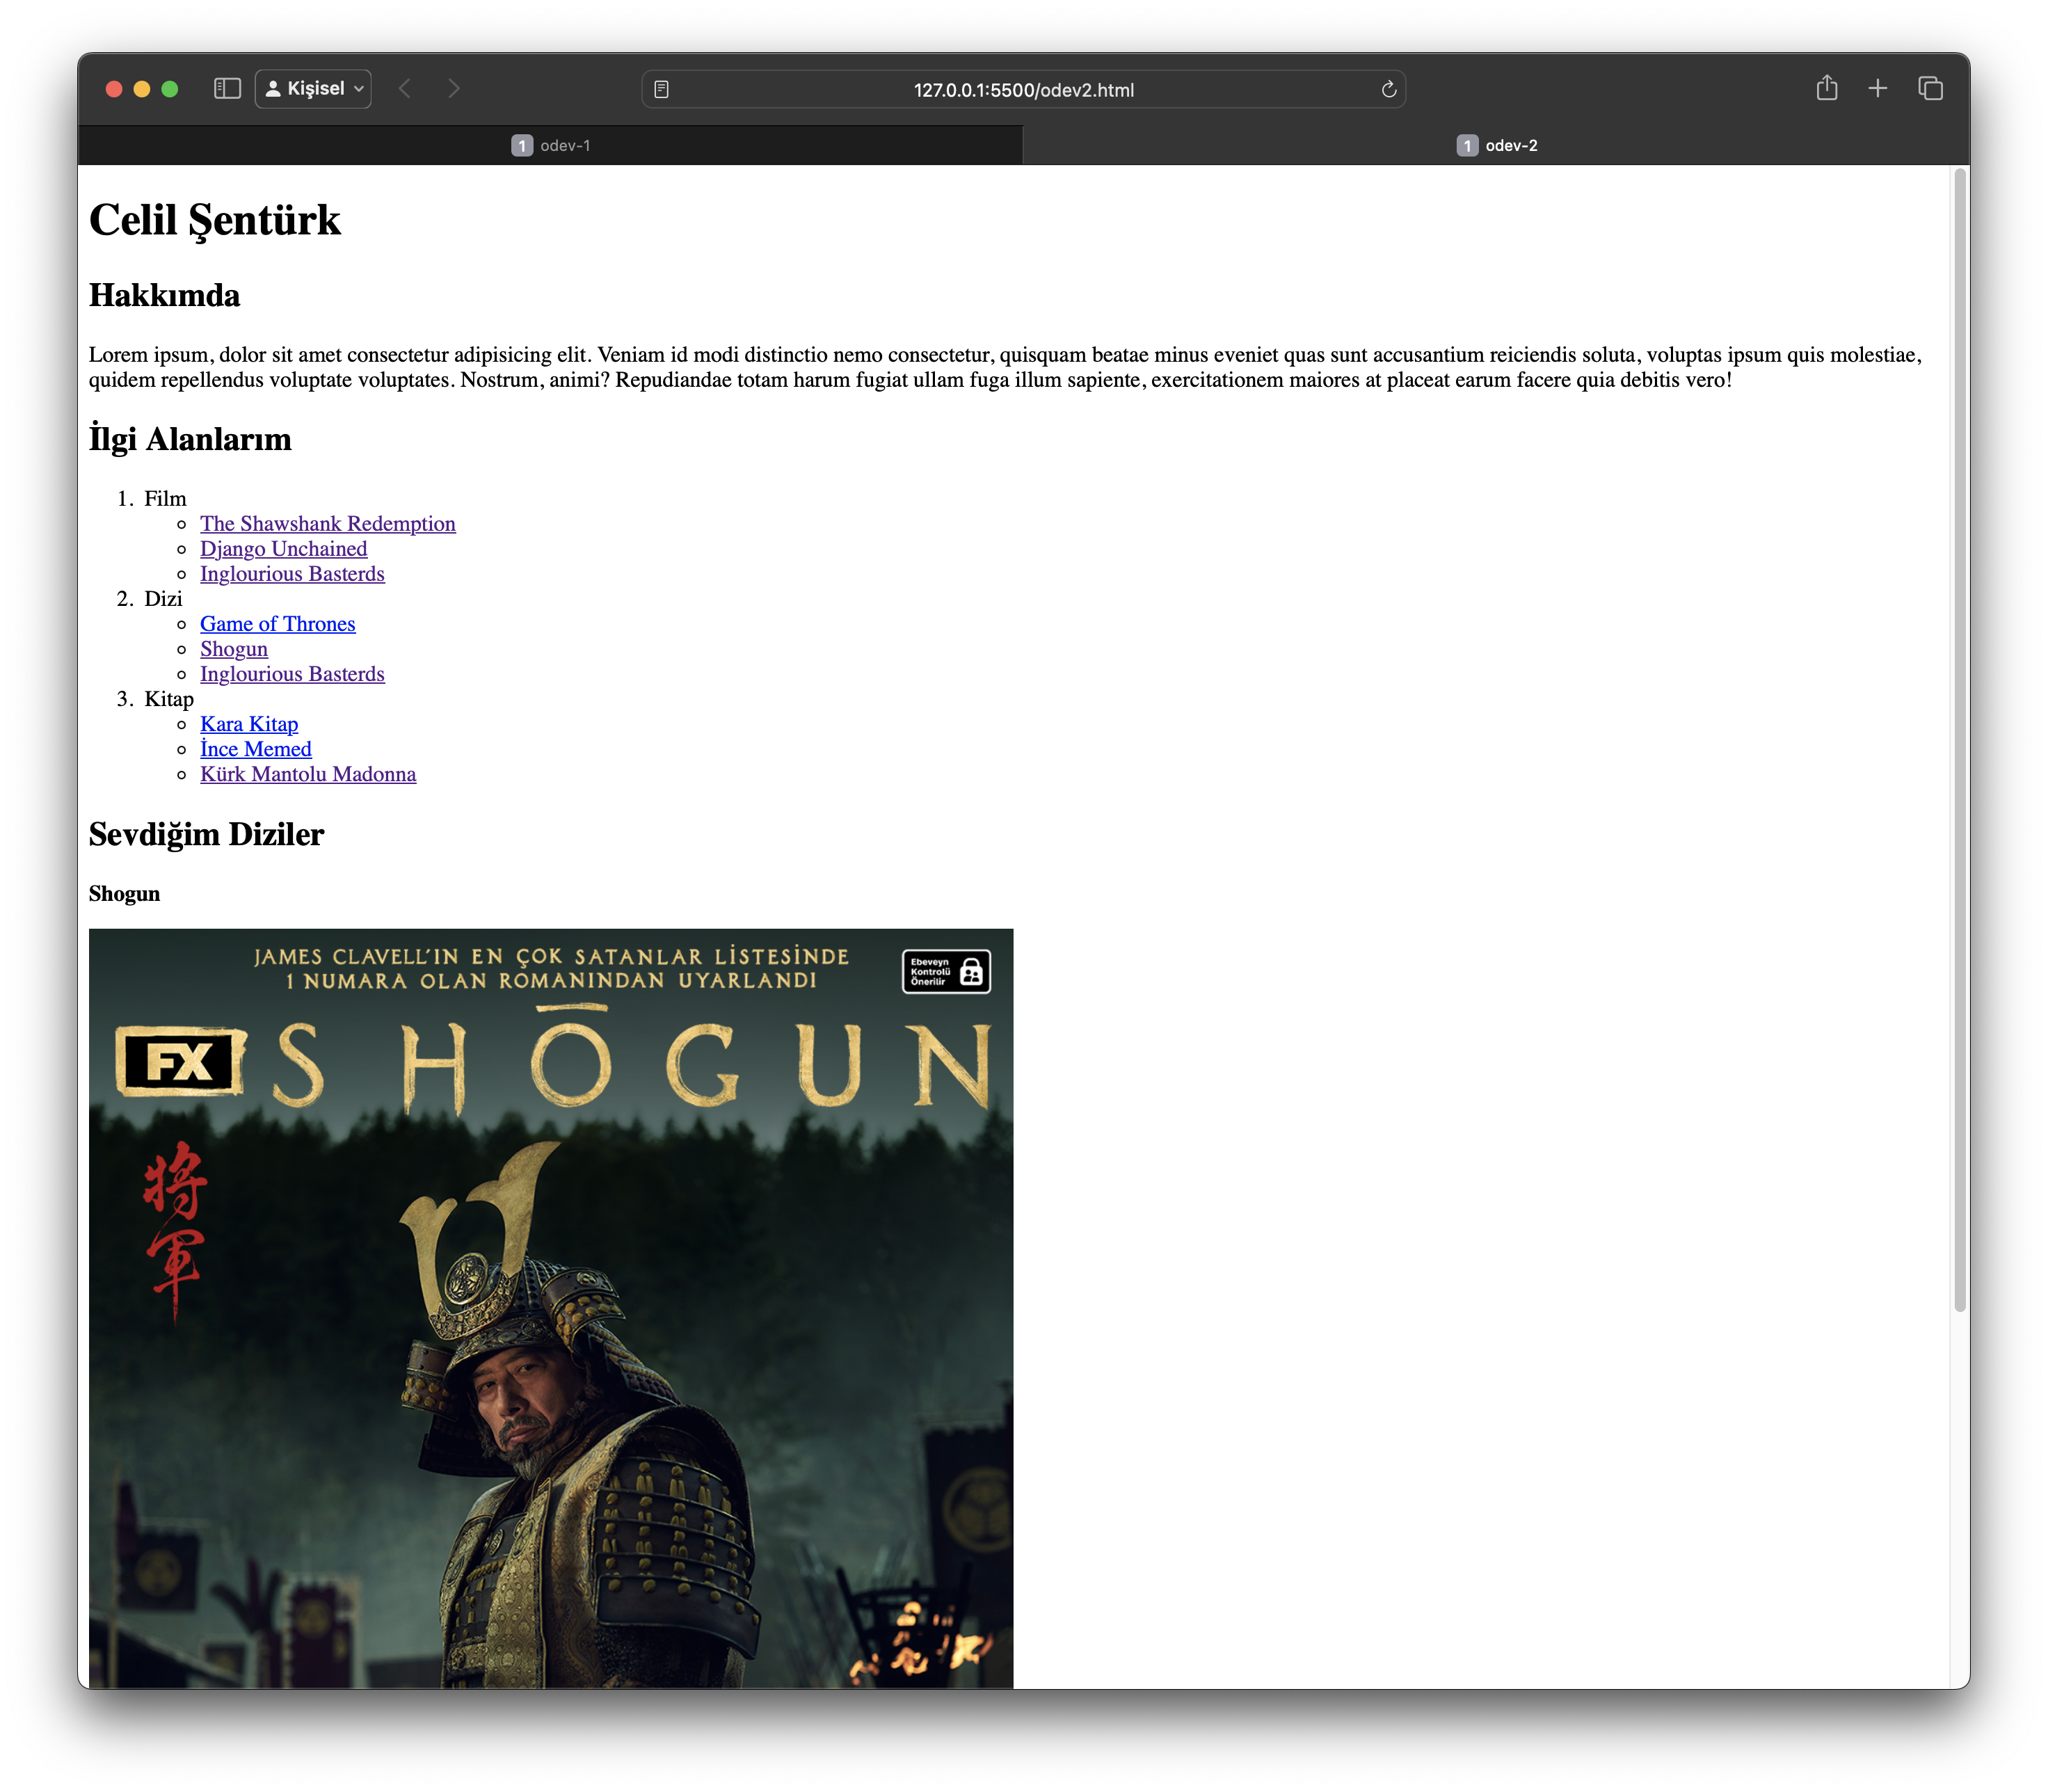 Kişisel
127.0.0.1:5500/odev2.html
1 odev-1
1 odev-2
Celil Şentürk
Hakkımda
Lorem ipsum, dolor sit amet consectetur adipisicing elit. Veniam id modi distinctio nemo consectetur, quisquam beatae minus eveniet quas sunt accusantium reiciendis soluta, voluptas ipsum quis molestiae,
quidem repellendus voluptate voluptates. Nostrum, animi? Repudiandae totam harum fugiat ullam fuga illum sapiente, exercitationem maiores at placeat earum facere quia debitis vero!
İlgi Alanlarım
1. Film
The Shawshank Redemption
Django Unchained
Inglourious Basterds
2. Dizi
Game of Thrones
Shogun
Inglourious Basterds
3. Kitap
Kara Kitap
İnce Memed
Kürk Mantolu Madonna
Sevdiğim Diziler
Shogun
JAMES CLAVELL'IN EN ÇOK SATANLAR LİSTESİNDE
1 NUMARA OLAN ROMANINDAN UYARLANDI
Ebeveyn
Kontrolü
Önerilir
FX SHŌGUN
将軍